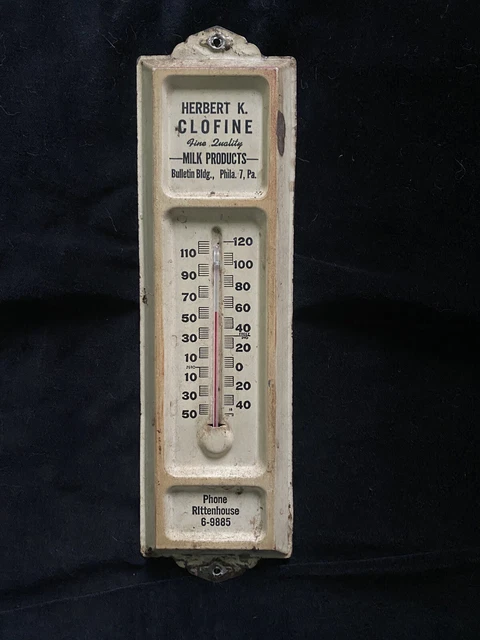 HERBERT K.
CLOFINE
Fine Quality
MILK PRODUCTS
Bulletin Bldg., Phila. 7, Pa.
120
110
100
90
80
70
60
50
40
30
20
10
ZERO
0
10
20
30
40
50
Phone
RIttenhouse
6-9885